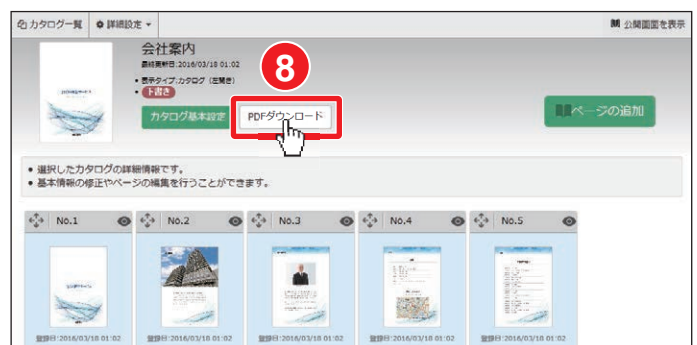 カタログ一覧 詳細設定 公開画面を表示
会社案内
最終更新日:2016/03/18 01:02
• 表示タイプ:カタログ（左開き）
• 下書き
8
カタログ基本設定 PDFダウンロード ページの追加
• 選択したカタログの詳細情報です。
• 基本情報の修正やページの編集を行うことができます。
No.1 No.2 No.3 No.4 No.5
登録日:2016/03/18 01:02 登録日:2016/03/18 01:02 登録日:2016/03/18 01:02 登録日:2016/03/18 01:02 登録日:2016/03/18 01:02